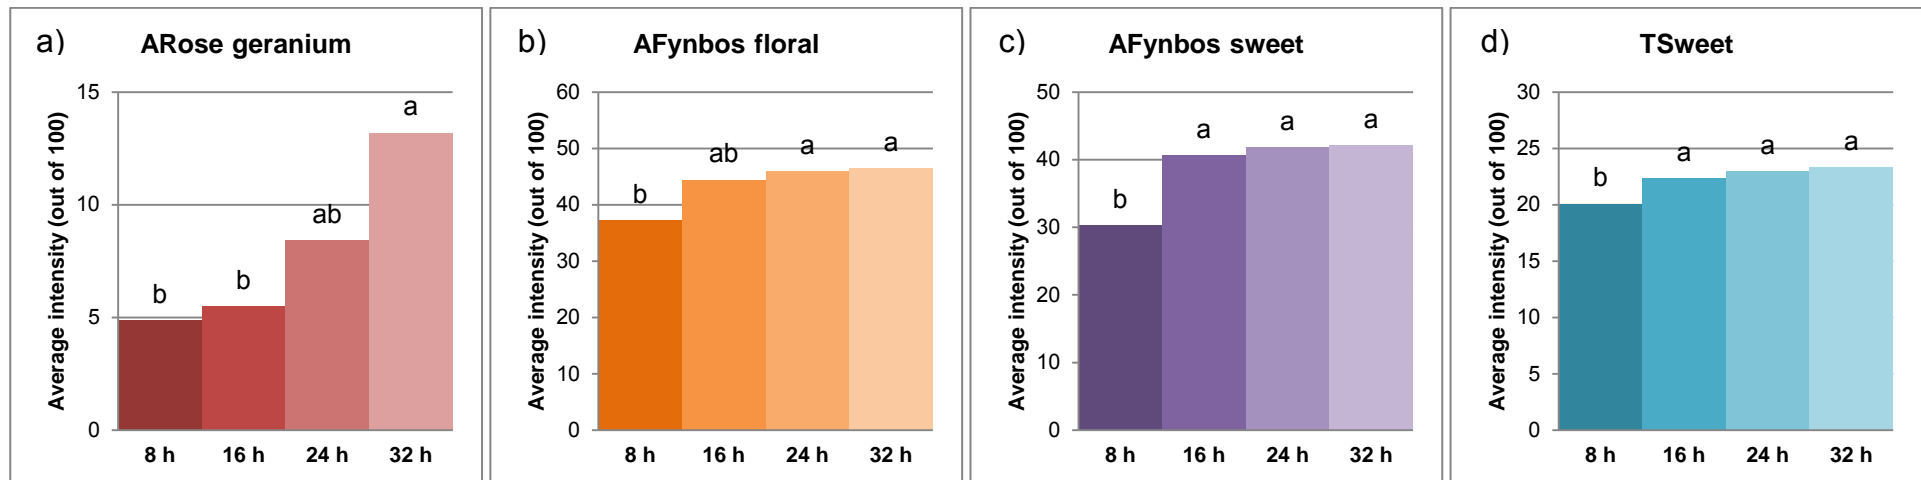 a) ARose geranium
Average intensity (out of 100)
15
10
5
0
b
b
ab
a
8 h 16 h 24 h 32 h
b) AFynbos floral
Average intensity (out of 100)
60
50
40
30
20
10
0
b
ab
a
a
8 h 16 h 24 h 32 h
c) AFynbos sweet
Average intensity (out of 100)
50
40
30
20
10
0
b
a
a
a
8 h 16 h 24 h 32 h
d) TSweet
Average intensity (out of 100)
30
25
20
15
10
5
0
b
a
a
a
8 h 16 h 24 h 32 h